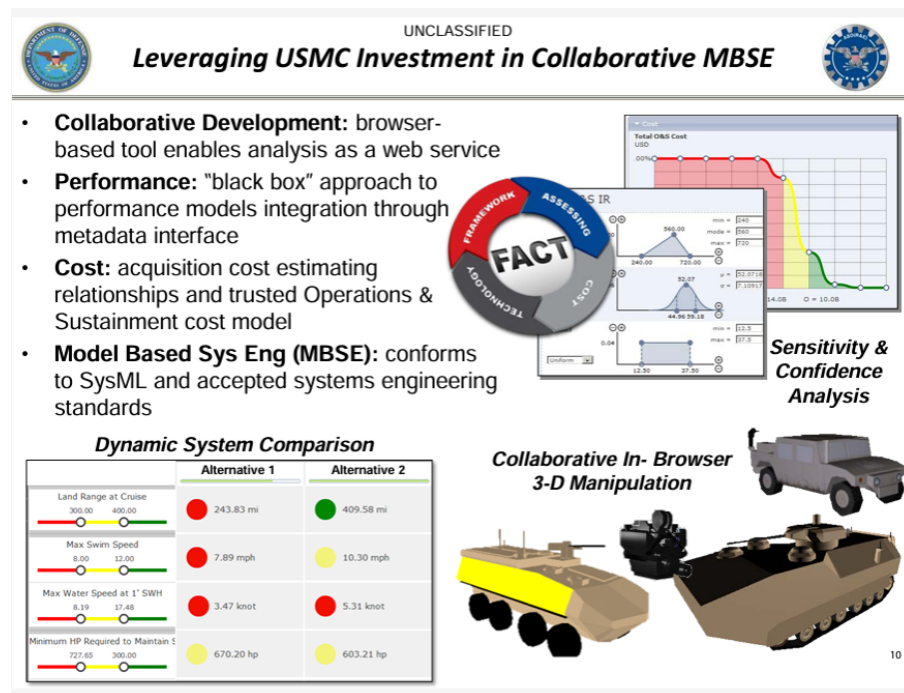 UNCLASSIFIED
Leveraging USMC Investment in Collaborative MBSE
• Collaborative Development: browser-
based tool enables analysis as a web service
• Performance: "black box" approach to
performance models integration through
metadata interface
• Cost: acquisition cost estimating
relationships and trusted Operations &
Sustainment cost model
• Model Based Sys Eng (MBSE): conforms
to SysML and accepted systems engineering
standards
FRAMEWORK
ASSESSING
COST
TECHNOLOGY
FACT
Cost
Total O&S Cost
USD
.00%
14.08
O = 10.08
IR
560.00
240.00
720.00
min = 240
mode = 560
max = 720
52.07
44.96 59.18
μ = 52.0718
σ = 7.10917
0.04
12.50
37.50
min = 12.5
max = 37.5
Uniform
Sensitivity &
Confidence
Analysis
Dynamic System Comparison
Alternative 1
Alternative 2
Land Range at Cruise
300.00 400.00
243.83 mi
409.58 mi
Max Swim Speed
8.00 12.00
7.89 mph
10.30 mph
Max Water Speed at 1' SWH
8.19 17.48
3.47 knot
5.31 knot
Minimum HP Required to Maintain S
727.65 300.00
670.20 hp
603.21 hp
Collaborative In- Browser
3-D Manipulation
10